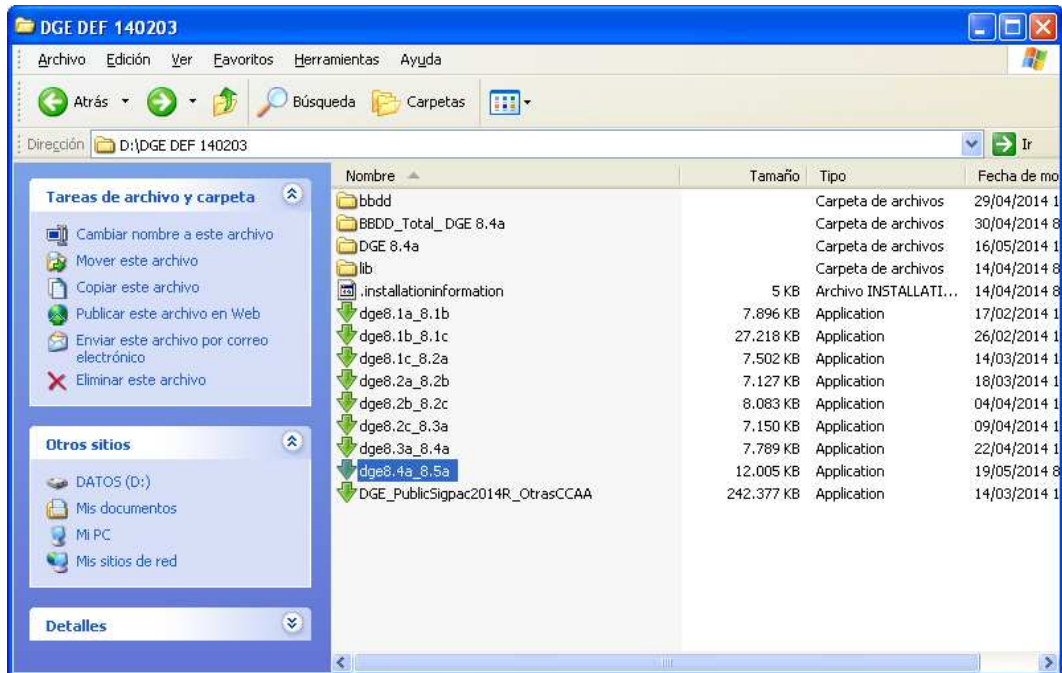 DGE DEF 140203
Archivo Edición Ver Favoritos Herramientas Ayuda
Atrás Búsqueda Carpetas
Dirección D:\DGE DEF 140203 Ir
Tareas de archivo y carpeta
Cambiar nombre a este archivo
Mover este archivo
Copiar este archivo
Publicar este archivo en Web
Enviar este archivo por correo
electrónico
Eliminar este archivo
Otros sitios
DATOS (D:)
Mis documentos
Mi PC
Mis sitios de red
Detalles
Nombre Tamaño Tipo Fecha de mo
bbdd Carpeta de archivos 29/04/2014 1
BBDD_Total_ DGE 8.4a Carpeta de archivos 30/04/2014 8
DGE 8.4a Carpeta de archivos 16/05/2014 1
lib Carpeta de archivos 14/04/2014 8
.installationinformation 5 KB Archivo INSTALLATI... 14/04/2014 8
dge8.1a_8.1b 7.896 KB Application 17/02/2014 1
dge8.1b_8.1c 27.218 KB Application 26/02/2014 1
dge8.1c_8.2a 7.502 KB Application 14/03/2014 1
dge8.2a_8.2b 7.127 KB Application 18/03/2014 1
dge8.2b_8.2c 8.083 KB Application 04/04/2014 1
dge8.2c_8.3a 7.150 KB Application 09/04/2014 1
dge8.3a_8.4a 7.789 KB Application 22/04/2014 1
dge8.4a_8.5a 12.005 KB Application 19/05/2014 8
DGE_PublicSigpac2014R_OtrasCCAA 242.377 KB Application 14/03/2014 1